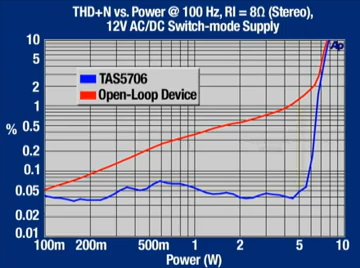 THD+N vs. Power @ 100 Hz, Rl = 8Ω (Stereo),
12V AC/DC Switch-mode Supply
10
5
2
1
0.5
0.2
0.1
0.05
0.02
0.01
%
TAS5706
Open-Loop Device
Ap
100m 200m 500m 1 2 5 10
Power (W)